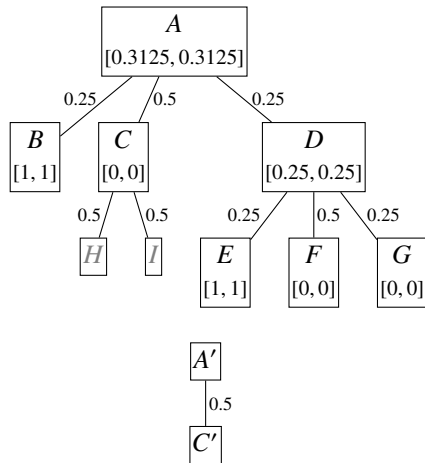 A
[0.3125, 0.3125]
0.25 0.5 0.25
B C D
[1, 1] [0, 0] [0.25, 0.25]
0.5 0.5 0.25 0.5 0.25
H I E F G
[1, 1] [0, 0] [0, 0]
A′
0.5
C′